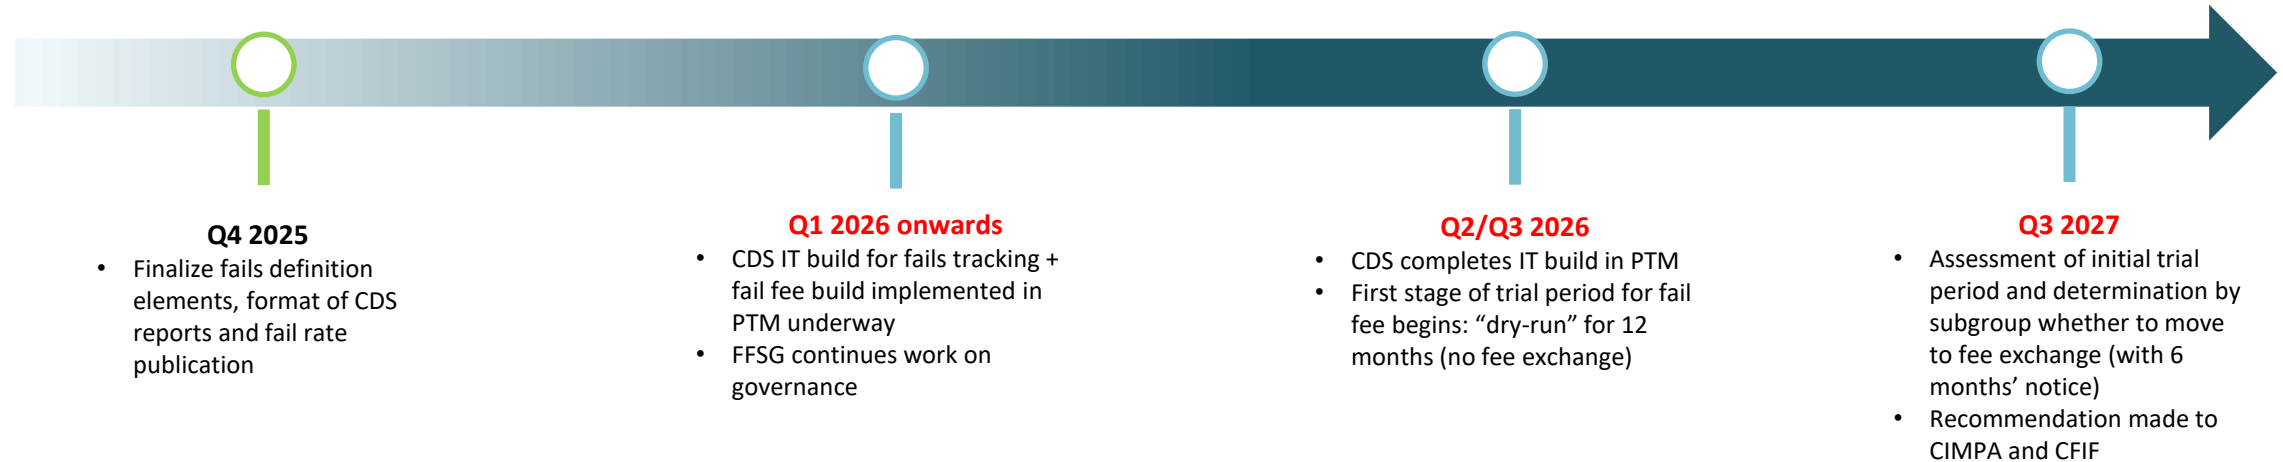 Q4 2025
• Finalize fails definition
elements, format of CDS
reports and fail rate
publication
Q1 2026 onwards
• CDS IT build for fails tracking +
fail fee build implemented in
PTM underway
• FFSG continues work on
governance
Q2/Q3 2026
• CDS completes IT build in PTM
• First stage of trial period for fail
fee begins: “dry-run” for 12
months (no fee exchange)
Q3 2027
• Assessment of initial trial
period and determination by
subgroup whether to move
to fee exchange (with 6
months’ notice)
• Recommendation made to
CIMPA and CFIF